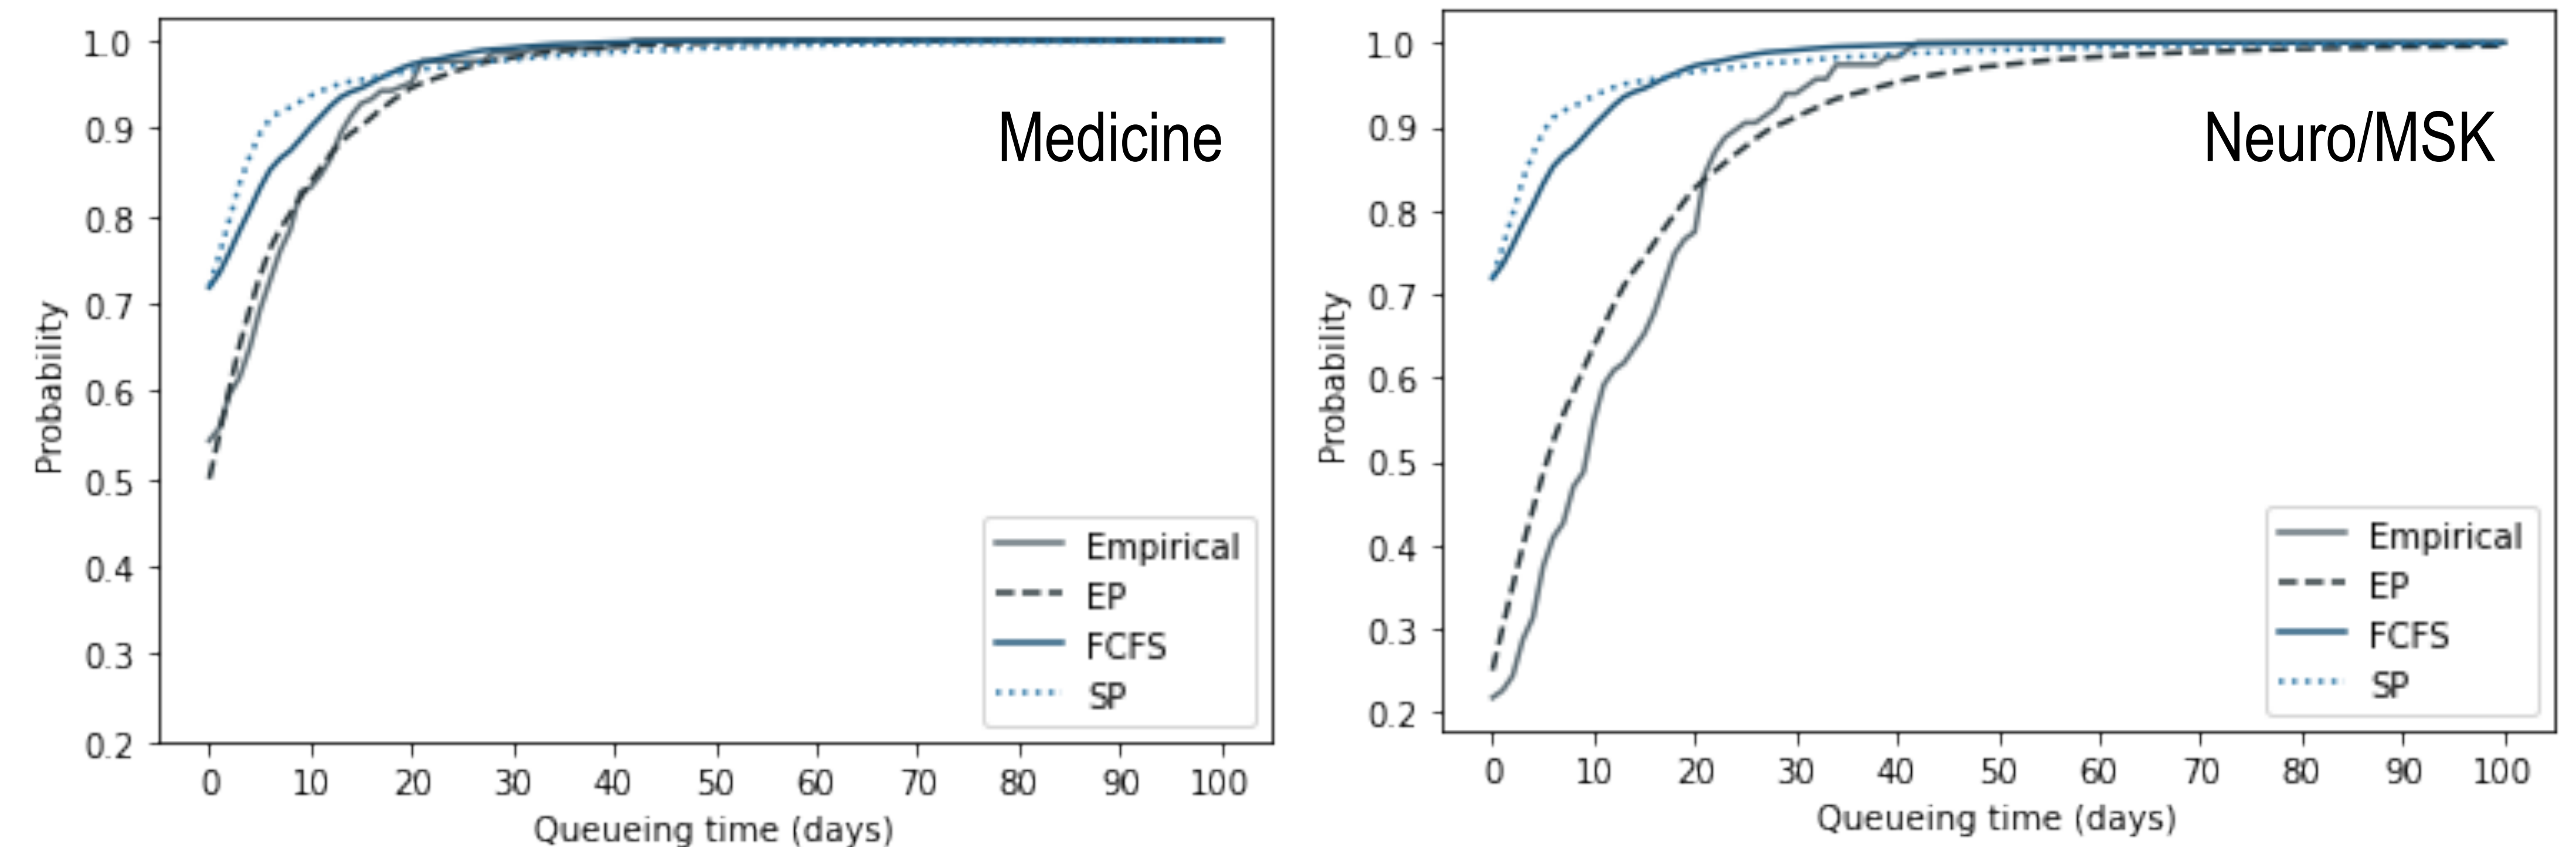 1.0
0.9
0.8
0.7
0.6
0.5
0.4
0.3
0.2
Probability
Medicine
Empirical
EP
FCFS
SP
0 10 20 30 40 50 60 70 80 90 100
Queueing time (days)
1.0
0.9
0.8
0.7
0.6
0.5
0.4
0.3
0.2
Probability
Neuro/MSK
Empirical
EP
FCFS
SP
0 10 20 30 40 50 60 70 80 90 100
Queueing time (days)